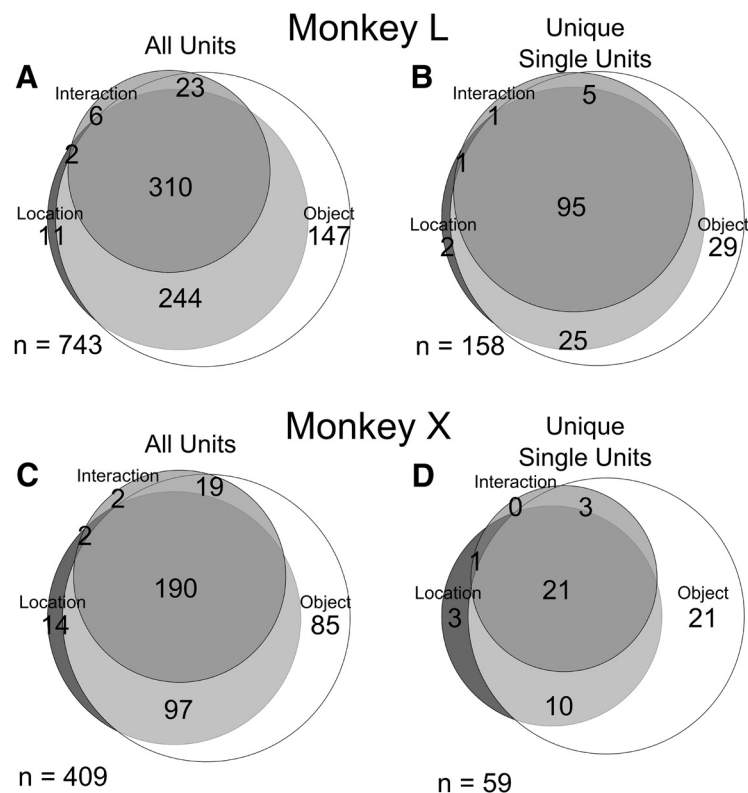 Monkey L
A
All Units
Interaction
6
23
2
310
Location
11
Object
147
244
n = 743
B
Unique
Single Units
Interaction
1
5
1
95
Location
2
Object
29
25
n = 158
Monkey X
C
All Units
Interaction
2
19
2
190
Location
14
Object
85
97
n = 409
D
Unique
Single Units
Interaction
0
3
1
21
Location
3
Object
21
10
n = 59